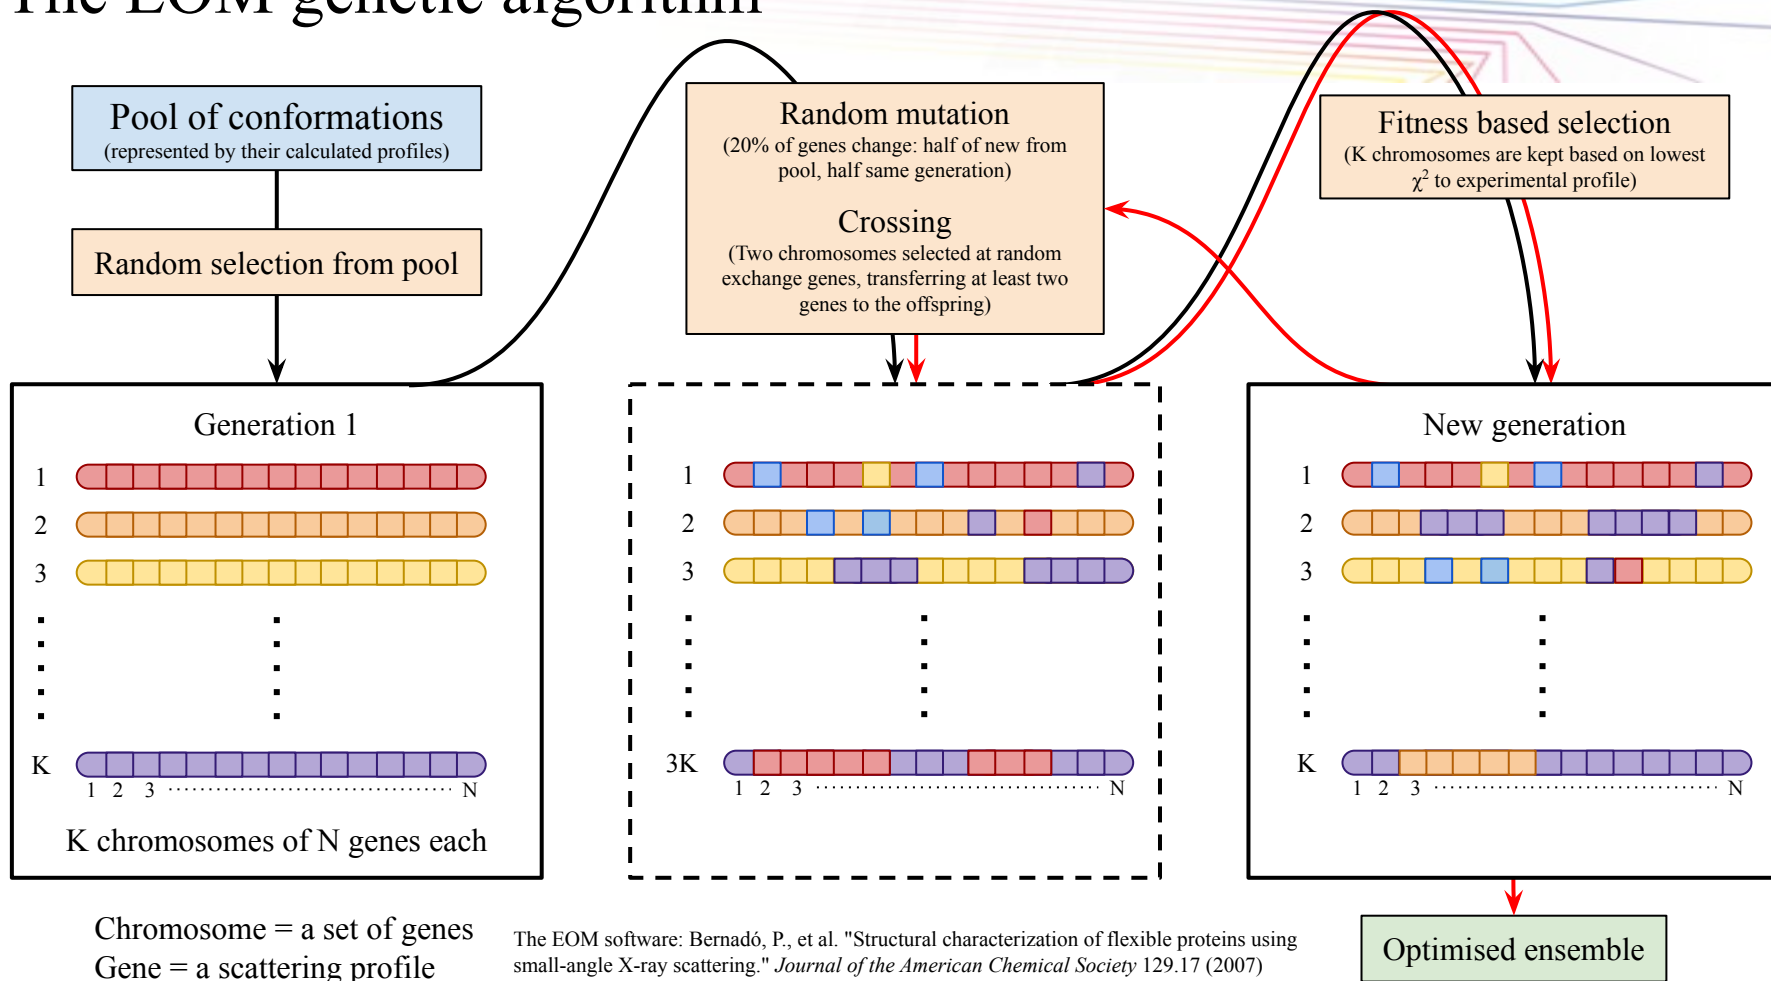 The EOM genetic algorithm
Pool of conformations
(represented by their calculated profiles)
Random selection from pool
Random mutation
(20% of genes change: half of new from
pool, half same generation)
Crossing
(Two chromosomes selected at random
exchange genes, transferring at least two
genes to the offspring)
Fitness based selection
(K chromosomes are kept based on lowest
χ² to experimental profile)
Generation 1
1
2
3
K
1 2 3 N
K chromosomes of N genes each
1
2
3
3K
1 2 3 N
New generation
1
2
3
K
1 2 3 N
Chromosome = a set of genes
Gene = a scattering profile
The EOM software: Bernadó, P., et al. "Structural characterization of flexible proteins using
small-angle X-ray scattering." Journal of the American Chemical Society 129.17 (2007)
Optimised ensemble